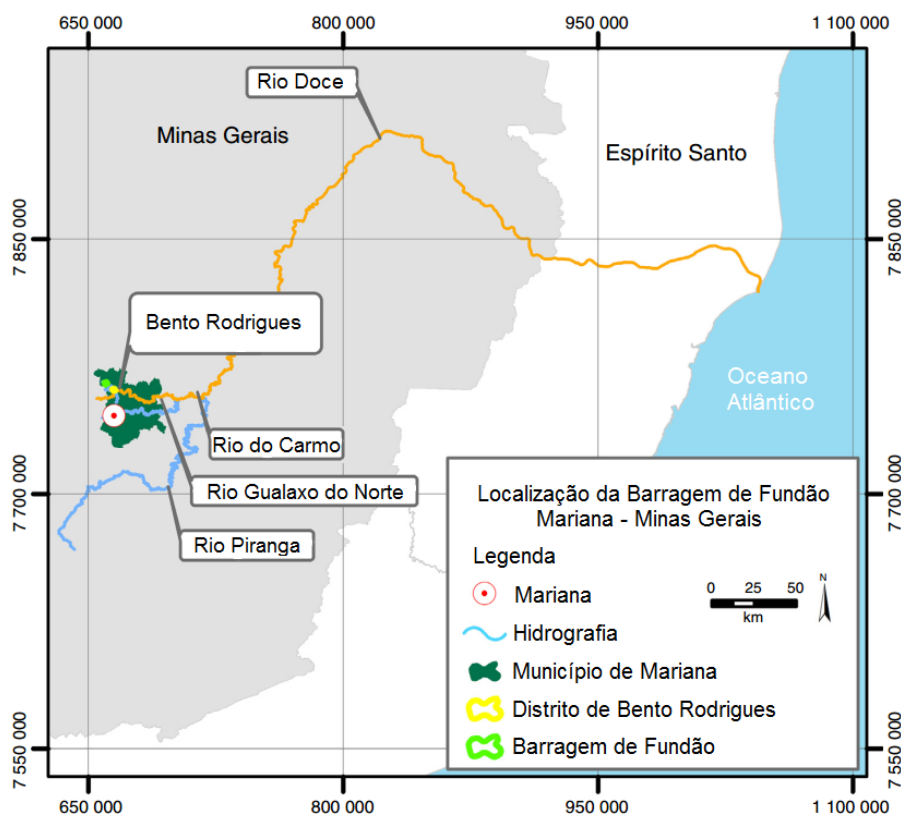 650 000
800 000
950 000
1 100 000
Rio Doce
Minas Gerais
Espírito Santo
7 850 000
7 850 000
Bento Rodrigues
Oceano
Atlântico
Rio do Carmo
Rio Gualaxo do Norte
7 700 000
7 700 000
Rio Piranga
Localização da Barragem de Fundão
Mariana - Minas Gerais
Legenda
Mariana
0 25 50
km
N
Hidrografia
Município de Mariana
Distrito de Bento Rodrigues
Barragem de Fundão
7 550 000
7 550 000
650 000
800 000
950 000
1 100 000